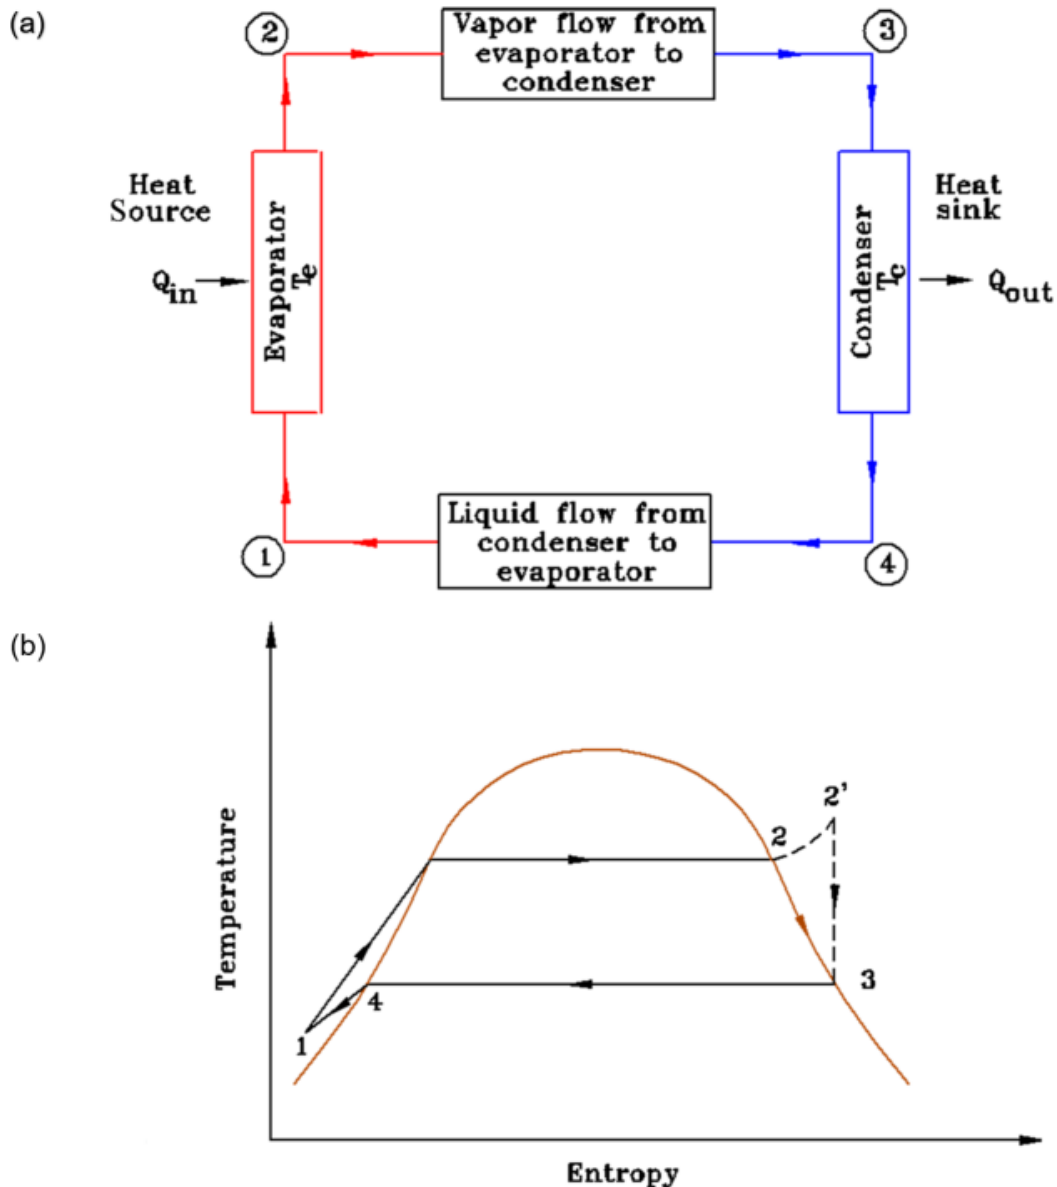 (a)
2
Vapor flow from
evaporator to
condenser
3
Heat
Source
Qin
Evaporator
Te
Condenser
Tc
Heat
sink
Qout
1
Liquid flow from
condenser to
evaporator
4
(b)
Temperature
2
2'
3
4
1
Entropy